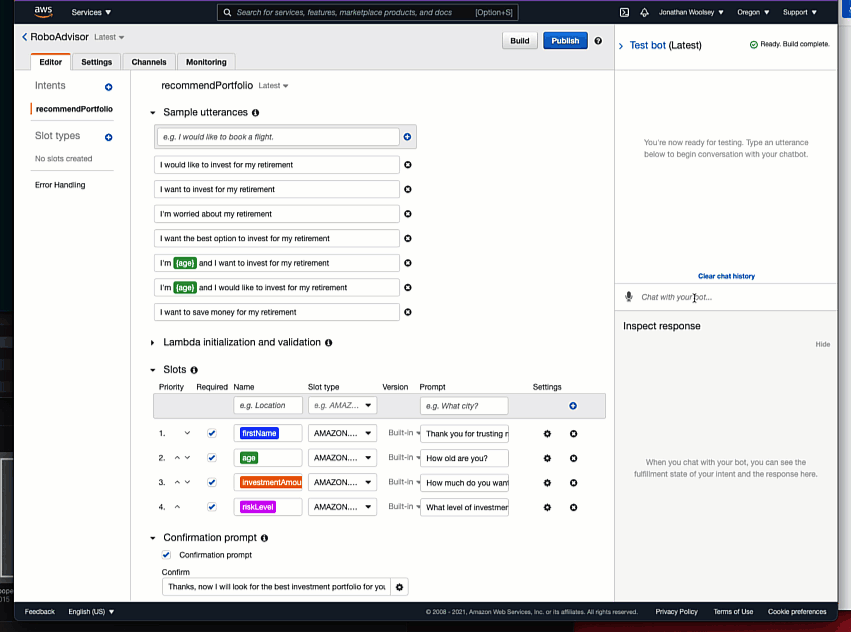 aws Services ▾ Search for services, features, marketplace products, and docs [Option+S] Jonathan Woolsey ▾ Oregon ▾ Support ▾
RoboAdvisor Latest ▾ Build Publish
Test bot (Latest) Ready. Build complete.
Editor Settings Channels Monitoring
Intents
recommendPortfolio
Slot types
No slots created
Error Handling
recommendPortfolio Latest ▾
Sample utterances
e.g. I would like to book a flight.
I would like to invest for my retirement
I want to invest for my retirement
I'm worried about my retirement
I want the best option to invest for my retirement
I'm {age} and I want to invest for my retirement
I'm {age} and I would like to invest for my retirement
I want to save money for my retirement
Lambda initialization and validation
Slots
Priority Required Name Slot type Version Prompt Settings
e.g. Location e.g. AMAZ... e.g. What city?
1. firstName AMAZON.... Built-in Thank you for trusting
2. age AMAZON.... Built-in How old are you?
3. investmentAmou AMAZON.... Built-in How much do you want
4. riskLevel AMAZON.... Built-in What level of investmen
Confirmation prompt
Confirmation prompt
Confirm
Thanks, now I will look for the best investment portfolio for you
You're now ready for testing. Type an utterance
below to begin conversation with your chatbot.
Clear chat history
Chat with your bot...
Inspect response
Hide
When you chat with your bot, you can see the
fulfillment state of your intent and the response here.
Feedback English (US) ▾ © 2008 - 2021, Amazon Web Services, Inc. or its affiliates. All rights reserved. Privacy Policy Terms of Use Cookie preferences